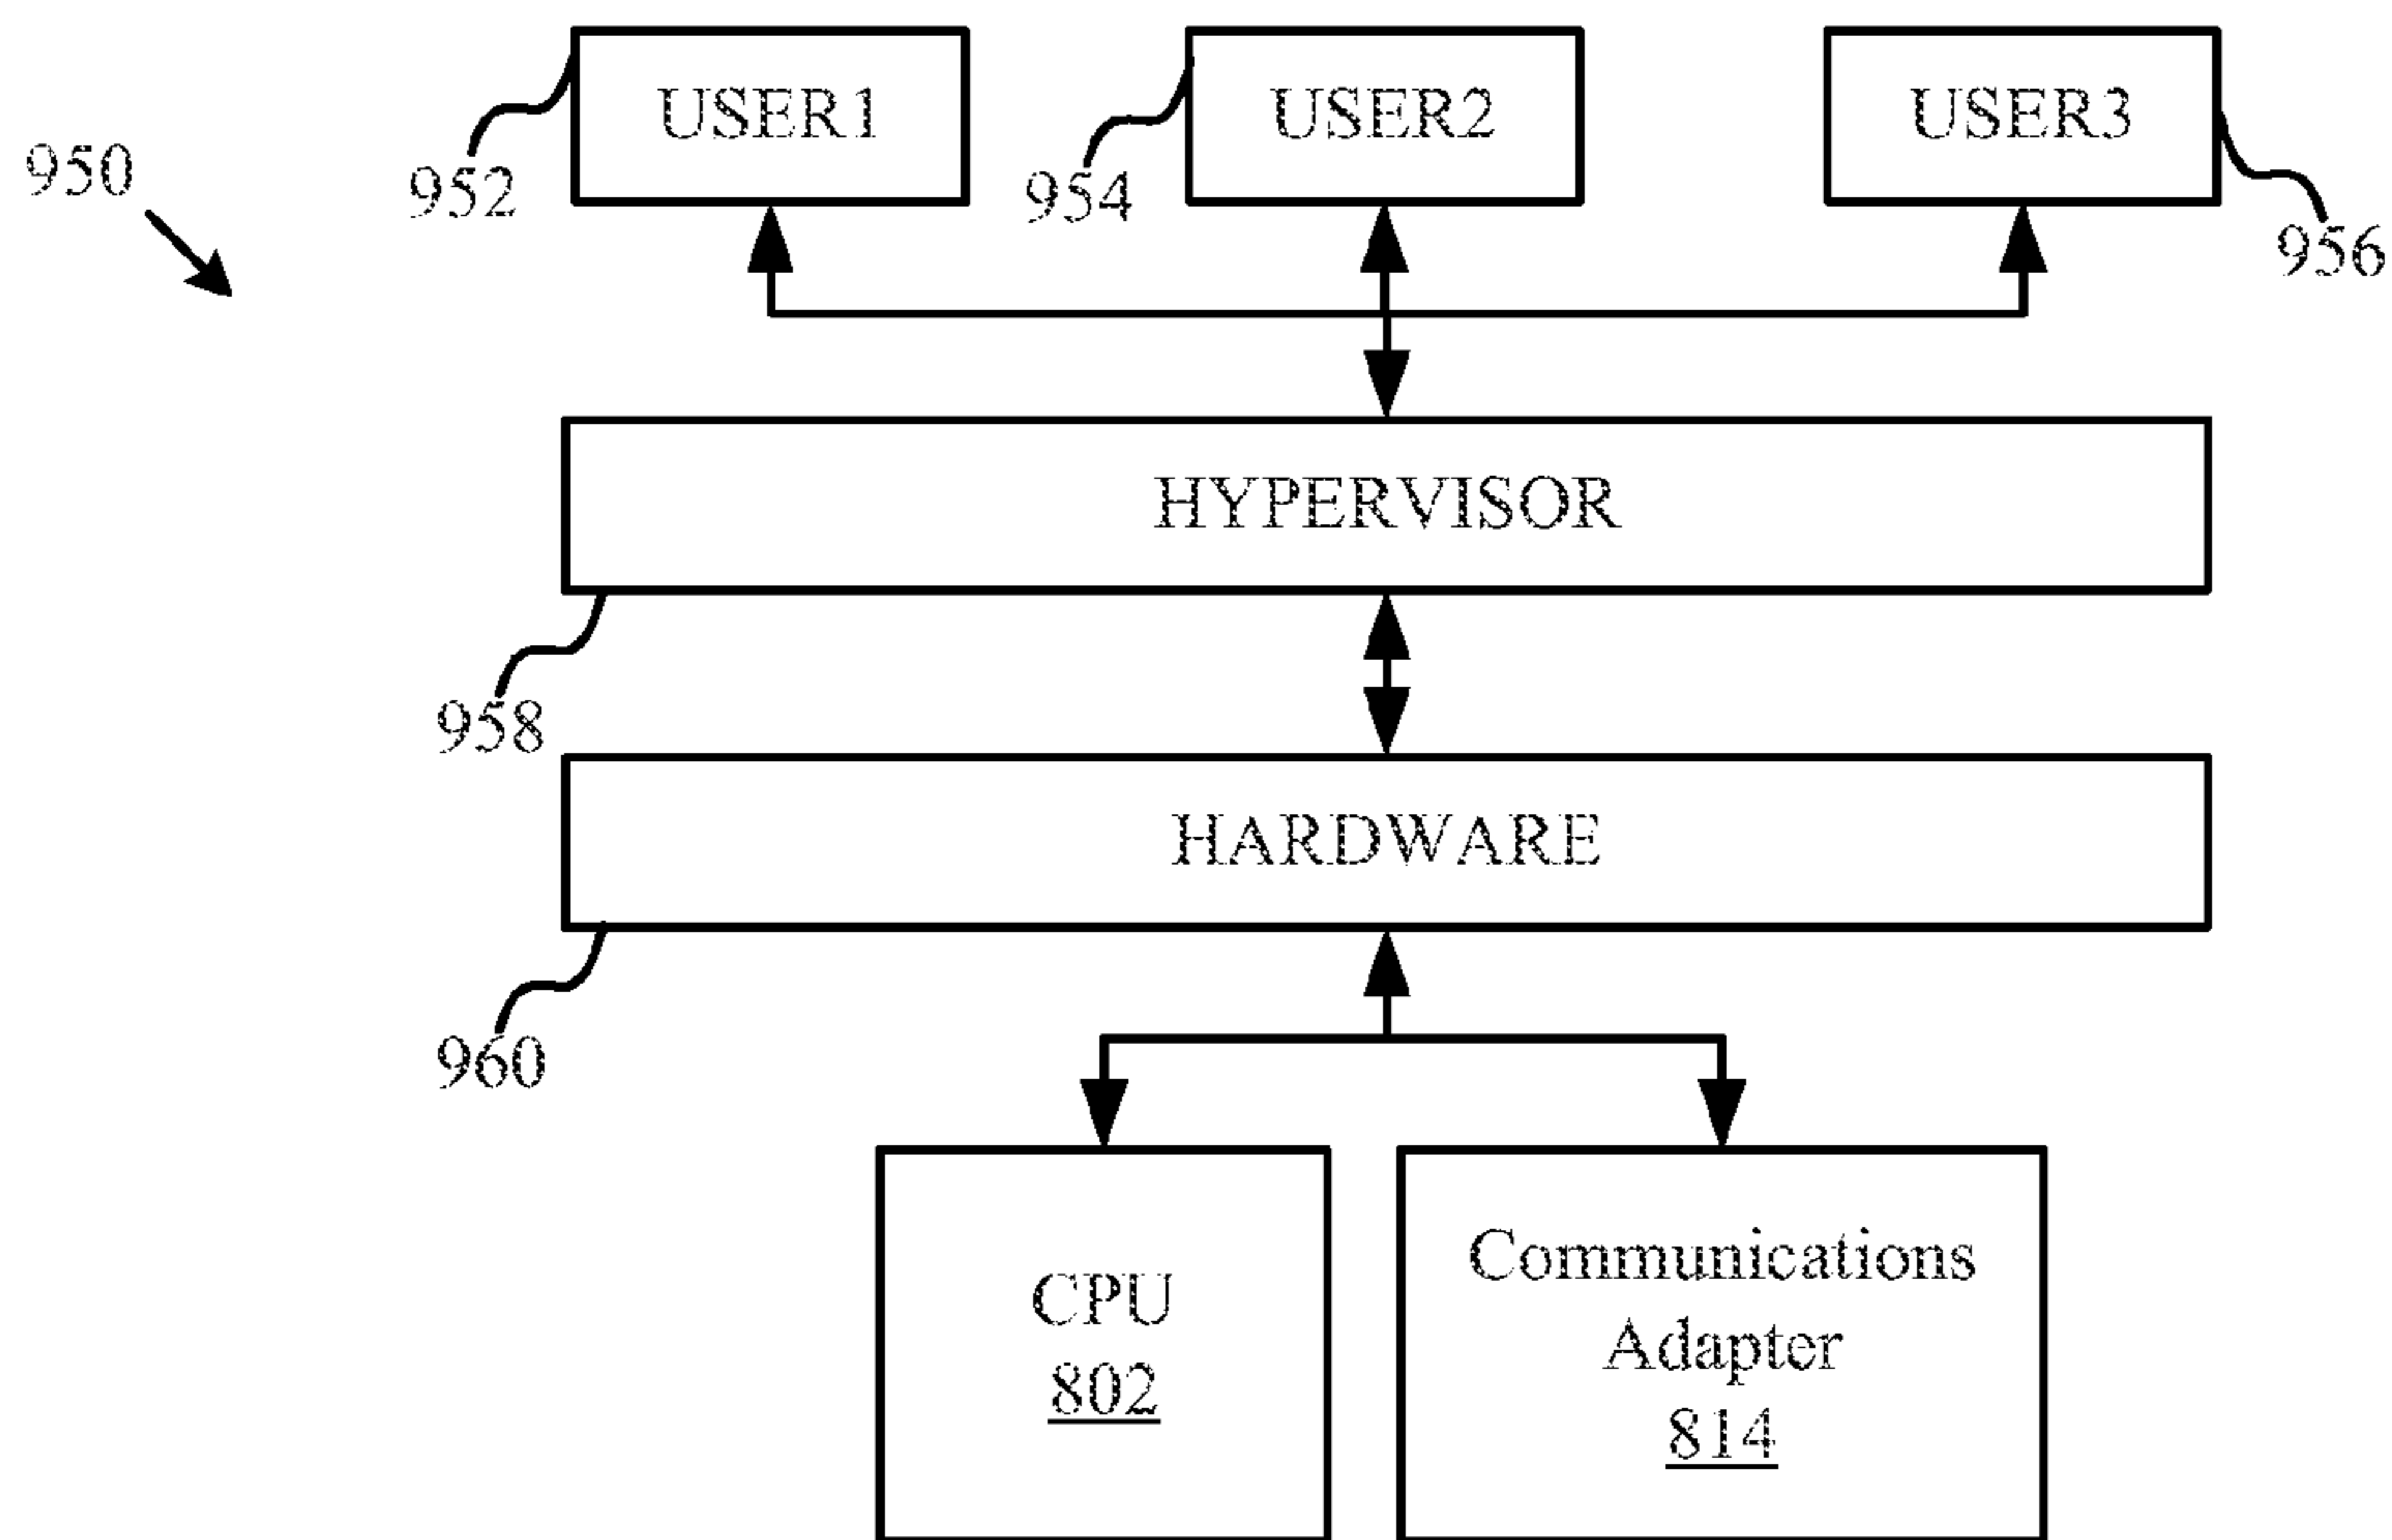 USER1
USER2
USER3
950
952
954
956
HYPERVISOR
958
HARDWARE
960
CPU
802
Communications
Adapter
814